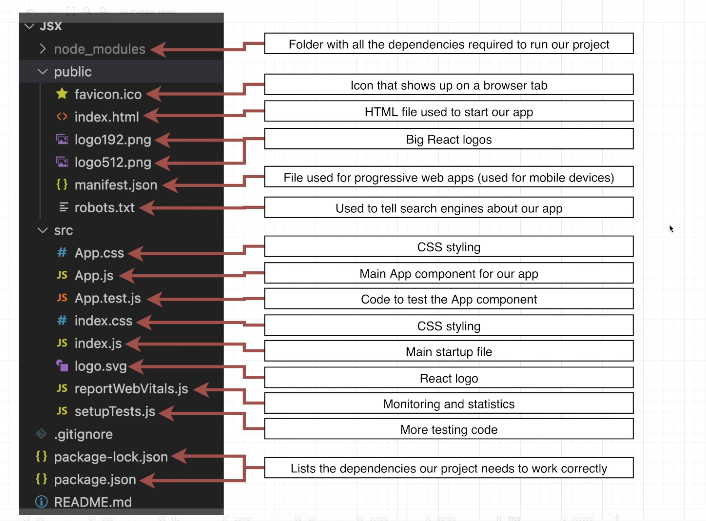 JSX
node_modules
Folder with all the dependencies required to run our project
public
favicon.ico
Icon that shows up on a browser tab
index.html
HTML file used to start our app
logo192.png
Big React logos
logo512.png
manifest.json
File used for progressive web apps (used for mobile devices)
robots.txt
Used to tell search engines about our app
src
App.css
CSS styling
App.js
Main App component for our app
App.test.js
Code to test the App component
index.css
CSS styling
index.js
Main startup file
logo.svg
React logo
reportWebVitals.js
Monitoring and statistics
setupTests.js
More testing code
.gitignore
package-lock.json
Lists the dependencies our project needs to work correctly
package.json
README.md